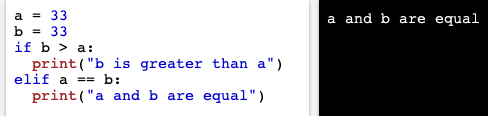 a = 33
b = 33
if b > a:
  print("b is greater than a")
elif a == b:
  print("a and b are equal")
a and b are equal